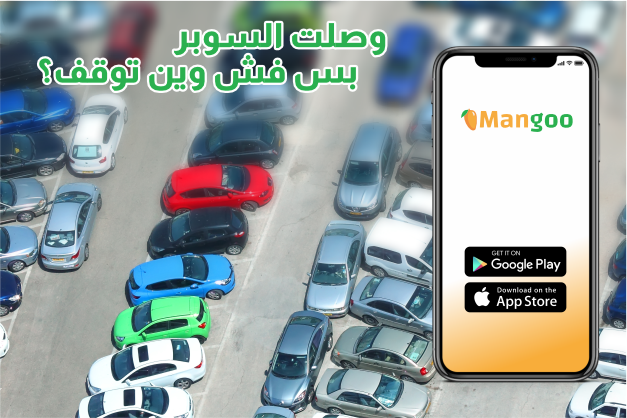 وصلت السوبر
بس فش وين توقف؟
Mangoo
GET IT ON
Google Play
Download on the
App Store